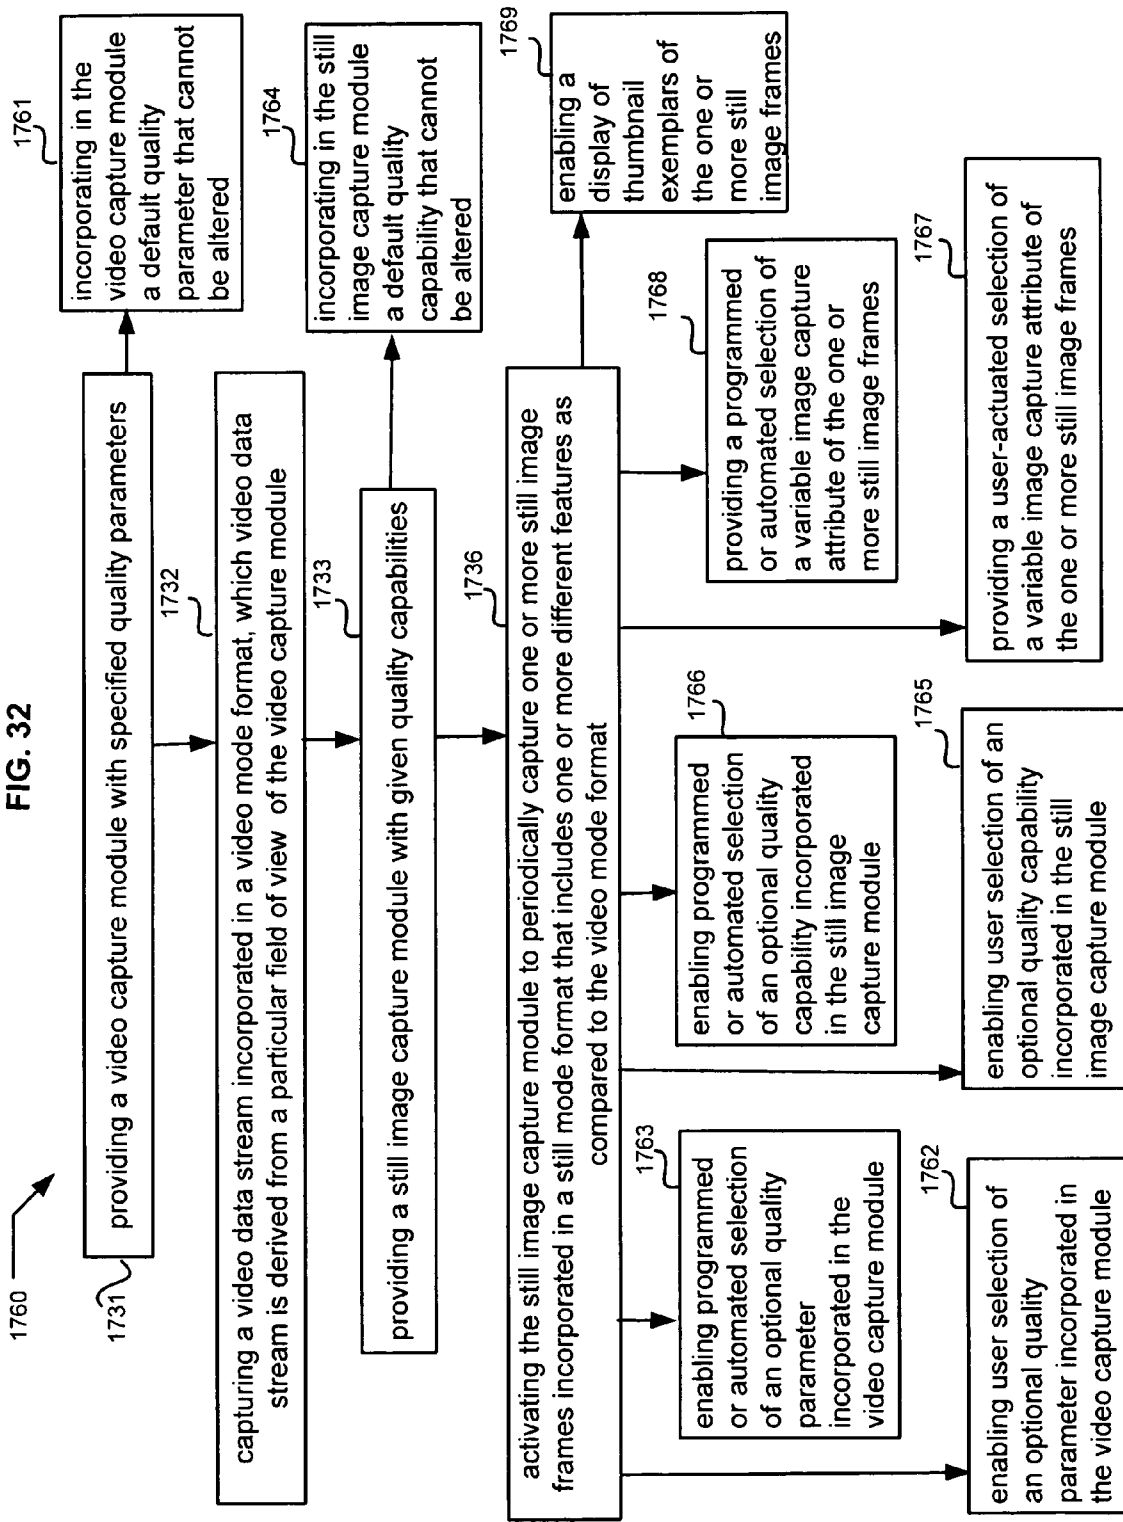 FIG. 32
1760
1731
providing a video capture module with specified quality parameters
1761
incorporating in the
video capture module
a default quality
parameter that cannot
be altered
1732
capturing a video data stream incorporated in a video mode format, which video data
stream is derived from a particular field of view of the video capture module
1733
providing a still image capture module with given quality capabilities
1764
incorporating in the still
image capture module
a default quality
capability that cannot
be altered
1736
activating the still image capture module to periodically capture one or more still image
frames incorporated in a still mode format that includes one or more different features as
compared to the video mode format
1769
enabling a
display of
thumbnail
exemplars of
the one or
more still
image frames
1763
enabling programmed
or automated selection
of an optional quality
parameter
incorporated in the
video capture module
1766
enabling programmed
or automated selection
of an optional quality
capability incorporated
in the still image
capture module
1768
providing a programmed
or automated selection of
a variable image capture
attribute of the one or
more still image frames
1762
enabling user selection of
an optional quality
parameter incorporated in
the video capture module
1765
enabling user selection of an
optional quality capability
incorporated in the still
image capture module
1767
providing a user-actuated selection of
a variable image capture attribute of
the one or more still image frames